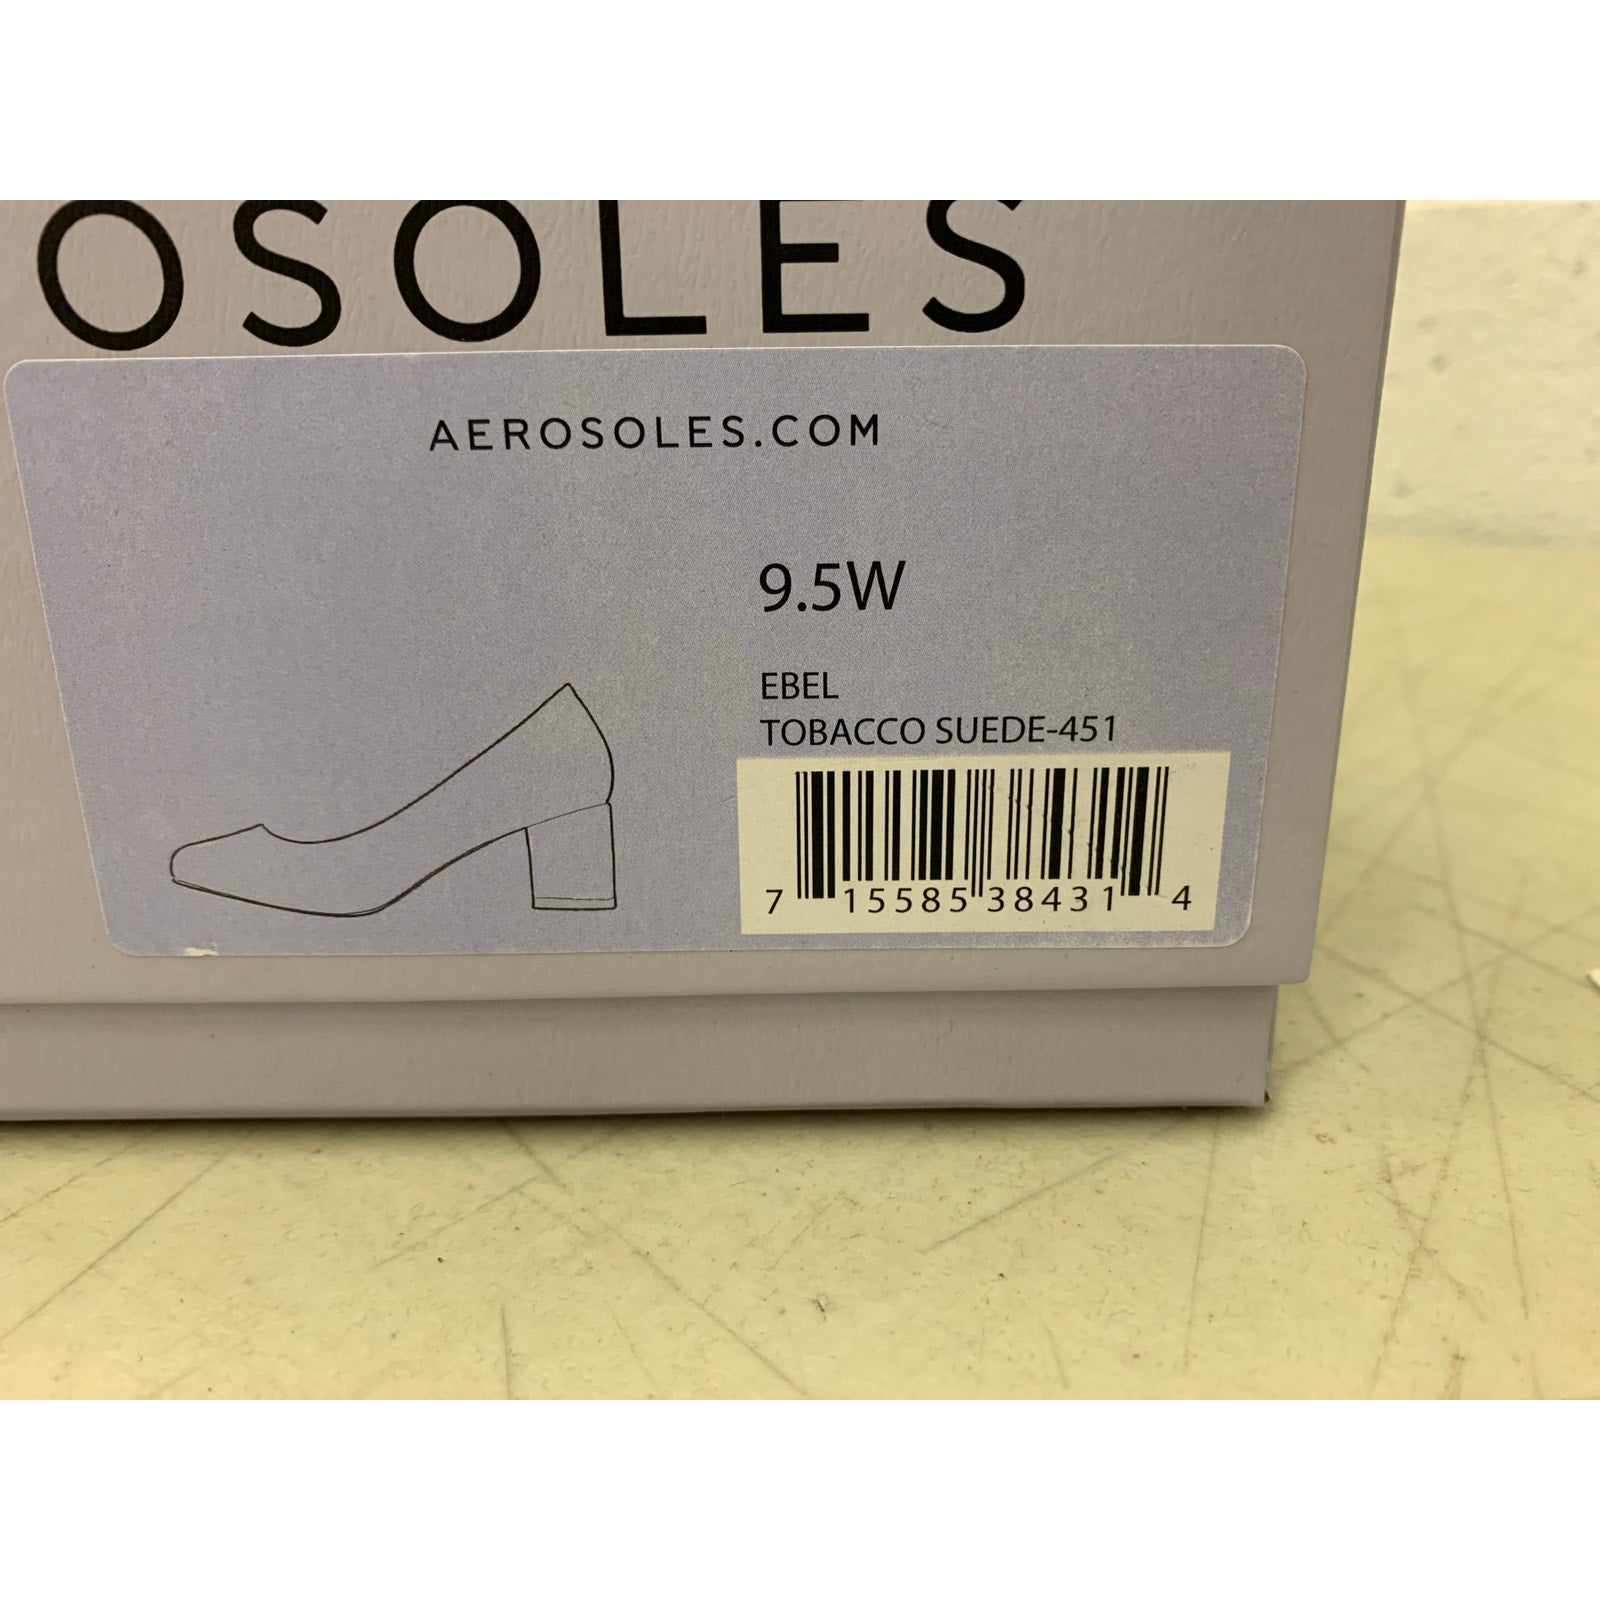 OSOLES
AEROSOLES.COM
9.5W
EBEL
TOBACCO SUEDE-451
7 15585 38431 4